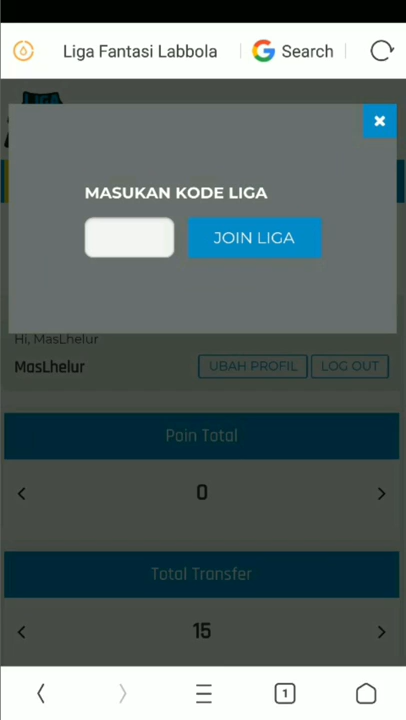 Liga Fantasi Labbola
Search
LIGA
×
MASUKAN KODE LIGA
JOIN LIGA
Hi, MasLhelur
MasLhelur
UBAH PROFIL
LOG OUT
Poin Total
0
Total Transfer
15
1